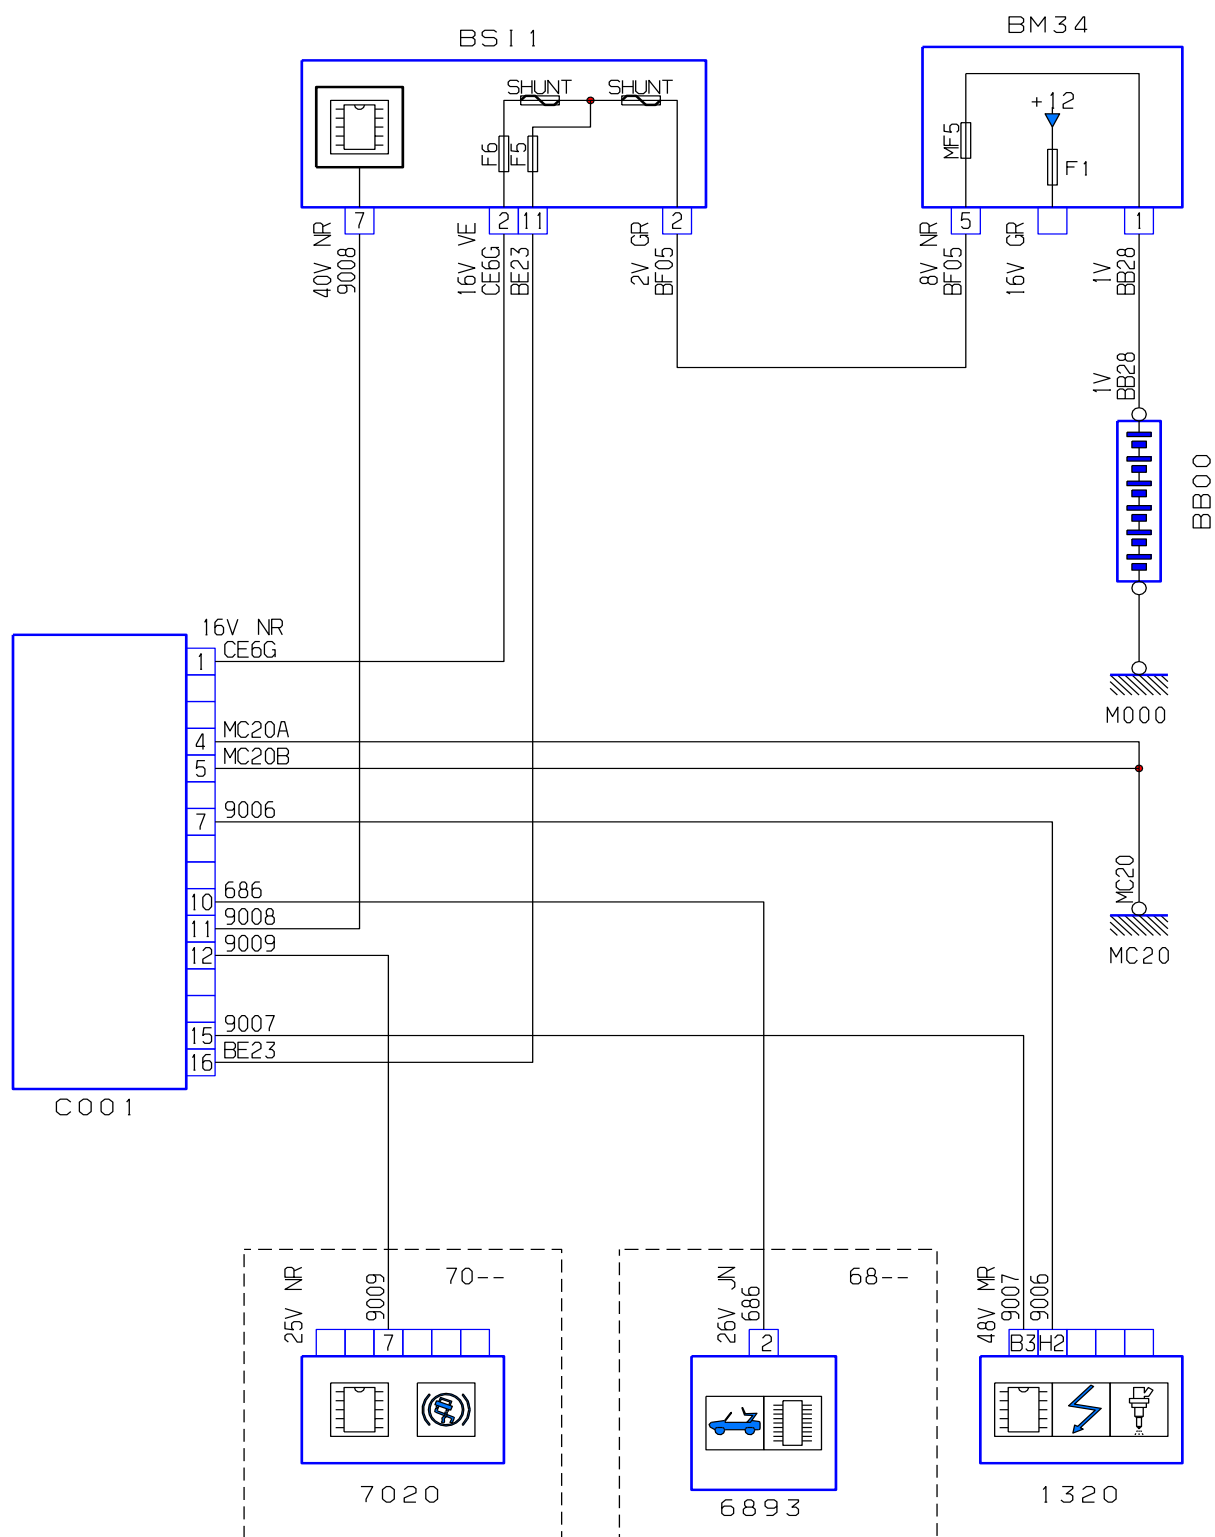 BSI1
BM34
SHUNT SHUNT
+12
F6
F5
MF5
F1
7
2
11
2
5
1
40V NR
9008
16V VE
CE6G
BE23
2V GR
BF05
8V NR
BF05
16V GR
1V
BB28
1V
BB28
BB00
M000
16V NR
1
CE6G
4
MC20A
5
MC20B
7
9006
10
686
11
9008
12
9009
15
9007
16
BE23
C001
MC20
MC20
70--
68--
25V NR
9009
26V JN
686
48V MR
9007
9006
7
2
B3
H2
7020
6893
1320